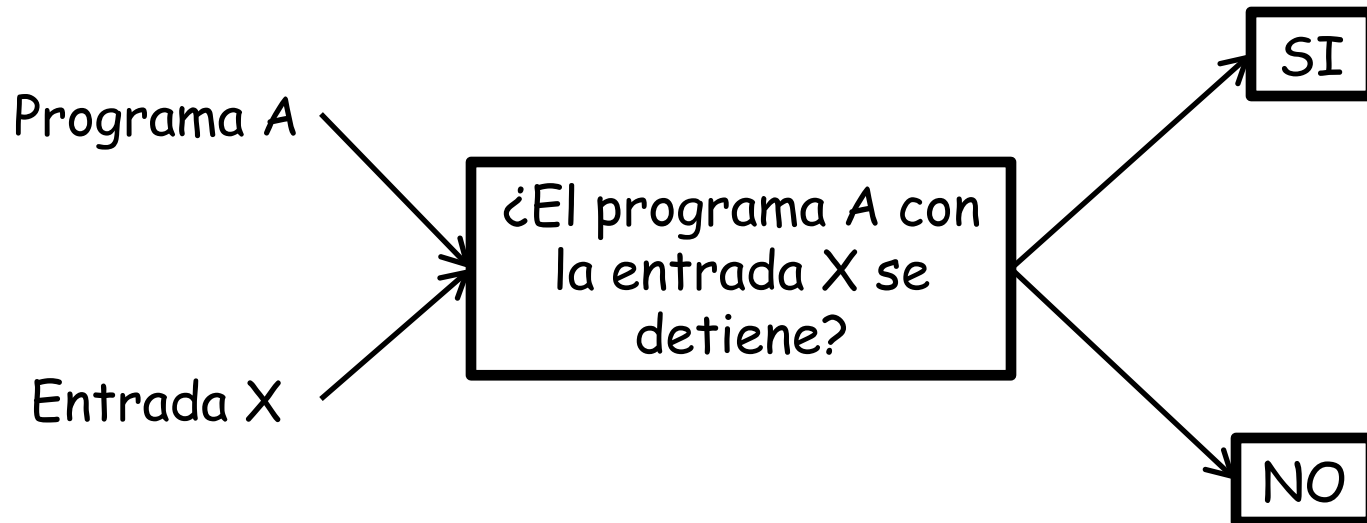 Programa A
Entrada X
¿El programa A con
la entrada X se
detiene?
SI
NO